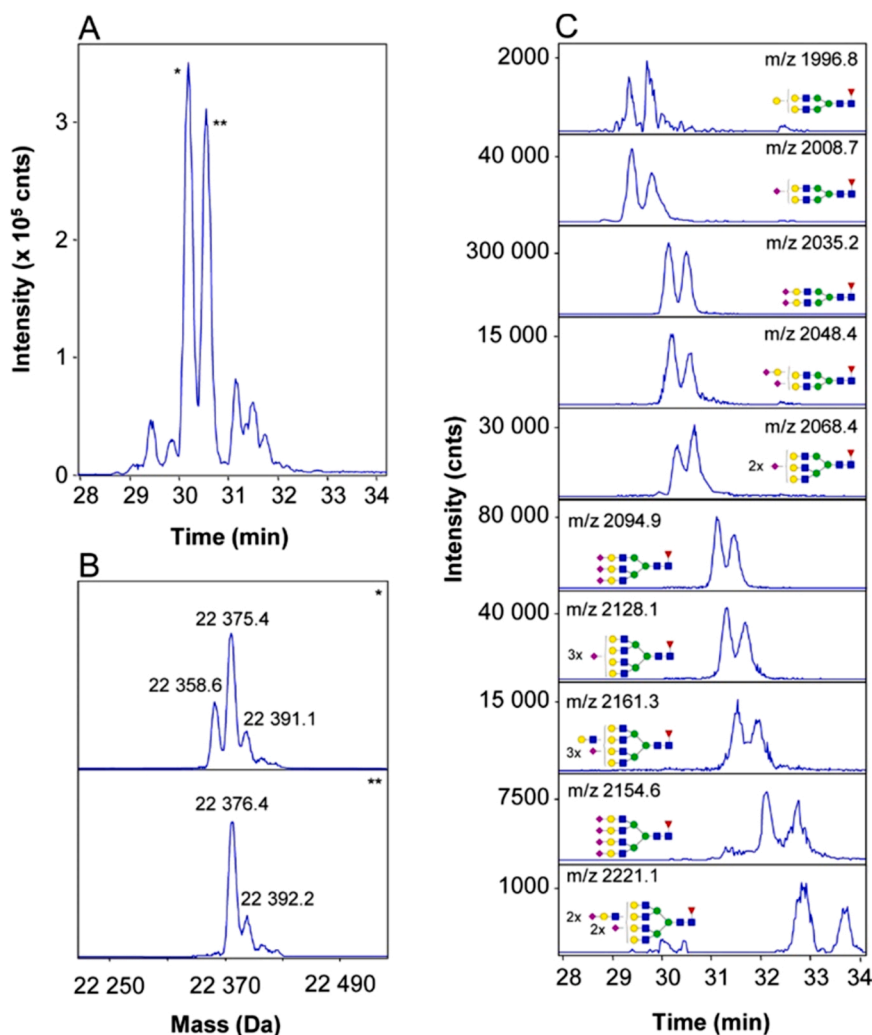 A
Intensity (x 10⁵ cnts)
3
2
1
0
*
**
28 29 30 31 32 33 34
Time (min)
B
*
22 375.4
22 358.6
22 391.1
**
22 376.4
22 392.2
22 250 22 370 22 490
Mass (Da)
C
Intensity (cnts)
2000
m/z 1996.8
40 000
m/z 2008.7
300 000
m/z 2035.2
15 000
m/z 2048.4
30 000
m/z 2068.4
2x
80 000
m/z 2094.9
40 000
m/z 2128.1
3x
15 000
m/z 2161.3
3x
7500
m/z 2154.6
1000
m/z 2221.1
2x
2x
28 29 30 31 32 33 34
Time (min)